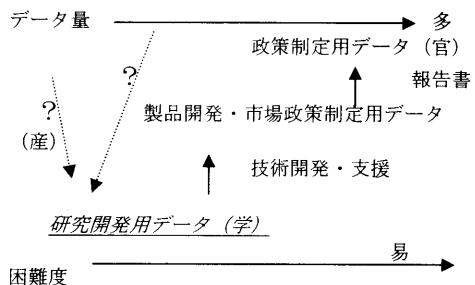 データ量 多
政策制定用データ（官）
報告書
?
?
（産）
製品開発・市場政策制定用データ
技術開発・支援
研究開発用データ（学）
易
困難度